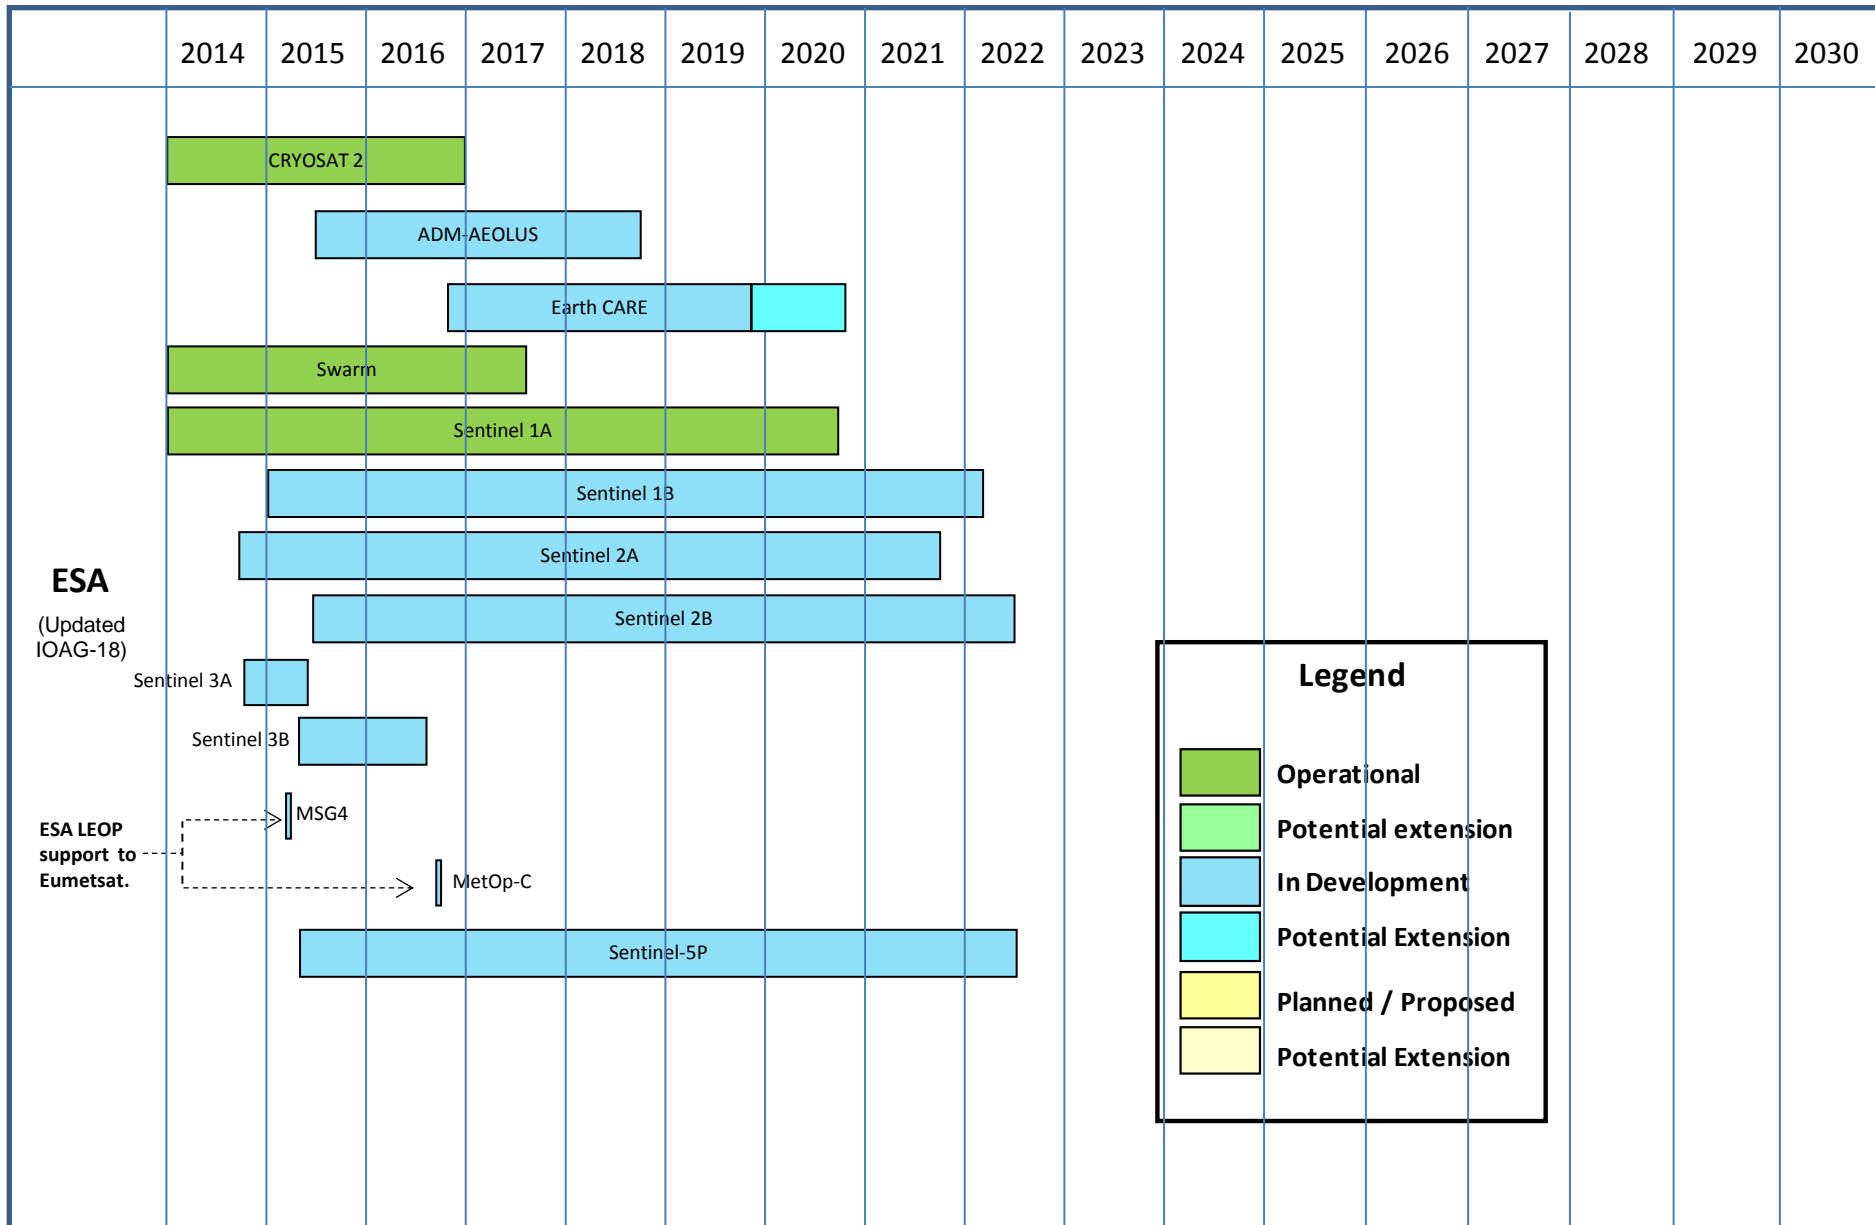 2014 2015 2016 2017 2018 2019 2020 2021 2022 2023 2024 2025 2026 2027 2028 2029 2030
CRYOSAT 2
ADM-AEOLUS
Earth CARE
Swarm
Sentinel 1A
Sentinel 1B
Sentinel 2A
ESA
(Updated
IOAG-18)
Sentinel 2B
Sentinel 3A
Sentinel 3B
MSG4
ESA LEOP
support to
Eumetsat.
MetOp-C
Sentinel-5P
Legend
Operational
Potential extension
In Development
Potential Extension
Planned / Proposed
Potential Extension